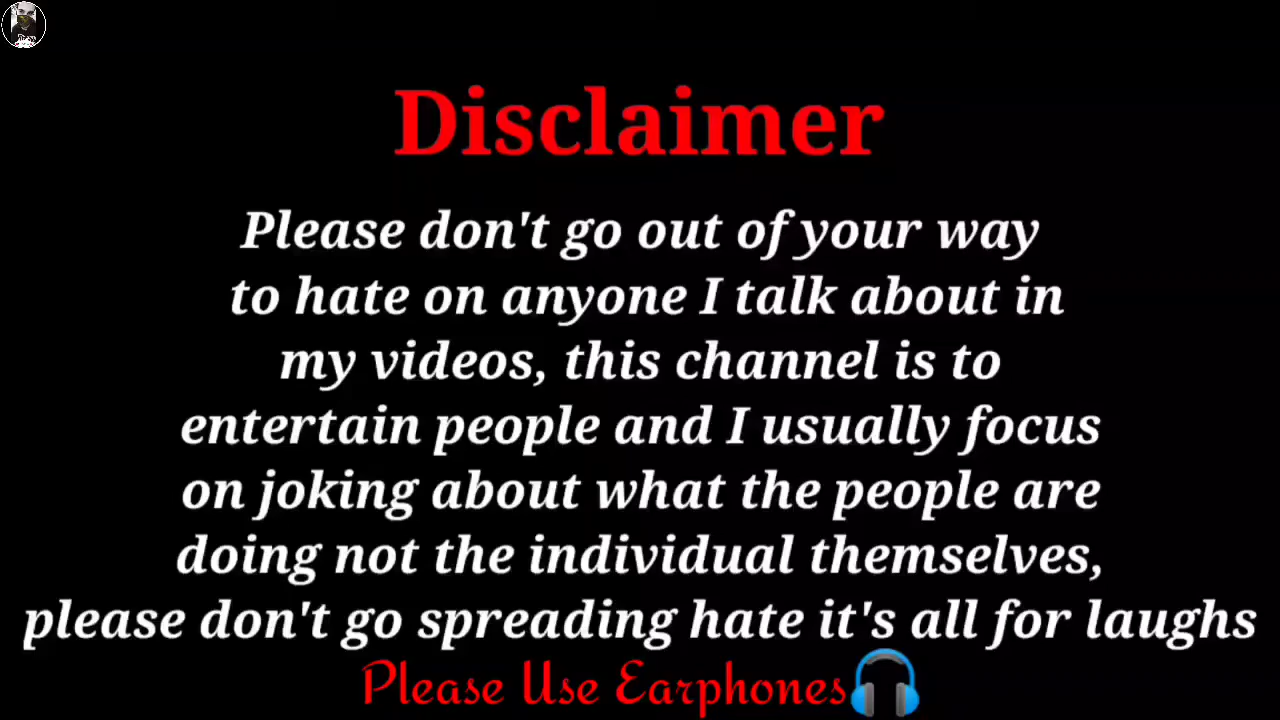 Disclaimer
Please don't go out of your way
to hate on anyone I talk about in
my videos, this channel is to
entertain people and I usually focus
on joking about what the people are
doing not the individual themselves,
please don't go spreading hate it's all for laughs
Please Use Earphones🎧